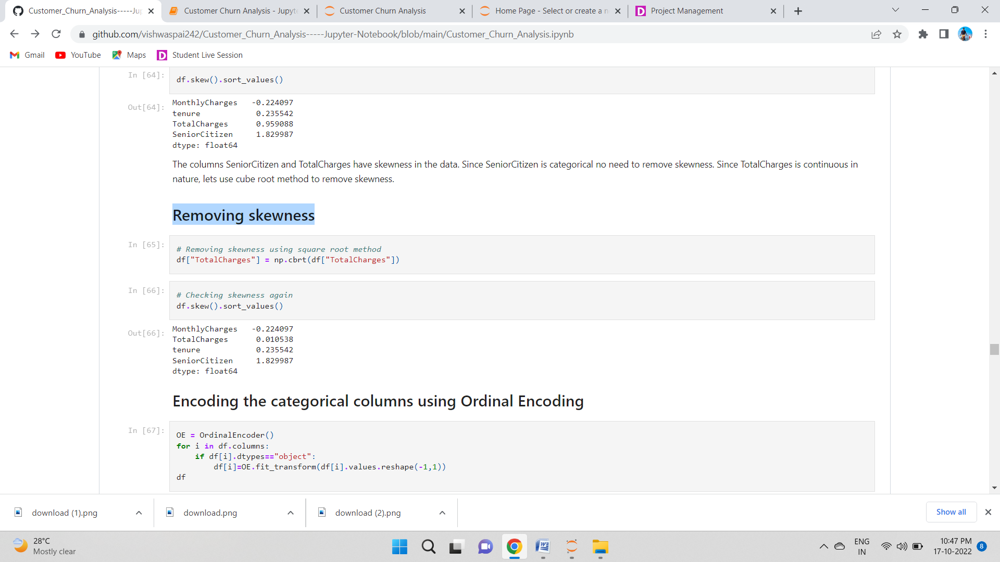 Customer_Churn_Analysis-----Jup
Customer Churn Analysis - Jupyte
Customer Churn Analysis
Home Page - Select or create a n
D Project Management
github.com/vishwaspai242/Customer_Churn_Analysis-----Jupyter-Notebook/blob/main/Customer_Churn_Analysis.ipynb
Gmail
YouTube
Maps
D Student Live Session
In [64]:
df.skew().sort_values()
Out[64]:
MonthlyCharges -0.224097
tenure 0.235542
TotalCharges 0.959088
SeniorCitizen 1.829987
dtype: float64
The columns SeniorCitizen and TotalCharges have skewness in the data. Since SeniorCitizen is categorical no need to remove skewness. Since TotalCharges is continuous in
nature, lets use cube root method to remove skewness.
Removing skewness
In [65]:
# Removing skewness using square root method
df["TotalCharges"] = np.cbrt(df["TotalCharges"])
In [66]:
# Checking skewness again
df.skew().sort_values()
Out[66]:
MonthlyCharges -0.224097
TotalCharges 0.010538
tenure 0.235542
SeniorCitizen 1.829987
dtype: float64
Encoding the categorical columns using Ordinal Encoding
In [67]:
OE = OrdinalEncoder()
for i in df.columns:
    if df[i].dtypes=="object":
        df[i]=OE.fit_transform(df[i].values.reshape(-1,1))
df
download (1).png
download.png
download (2).png
Show all
28°C
Mostly clear
ENG
IN
10:47 PM
17-10-2022
8